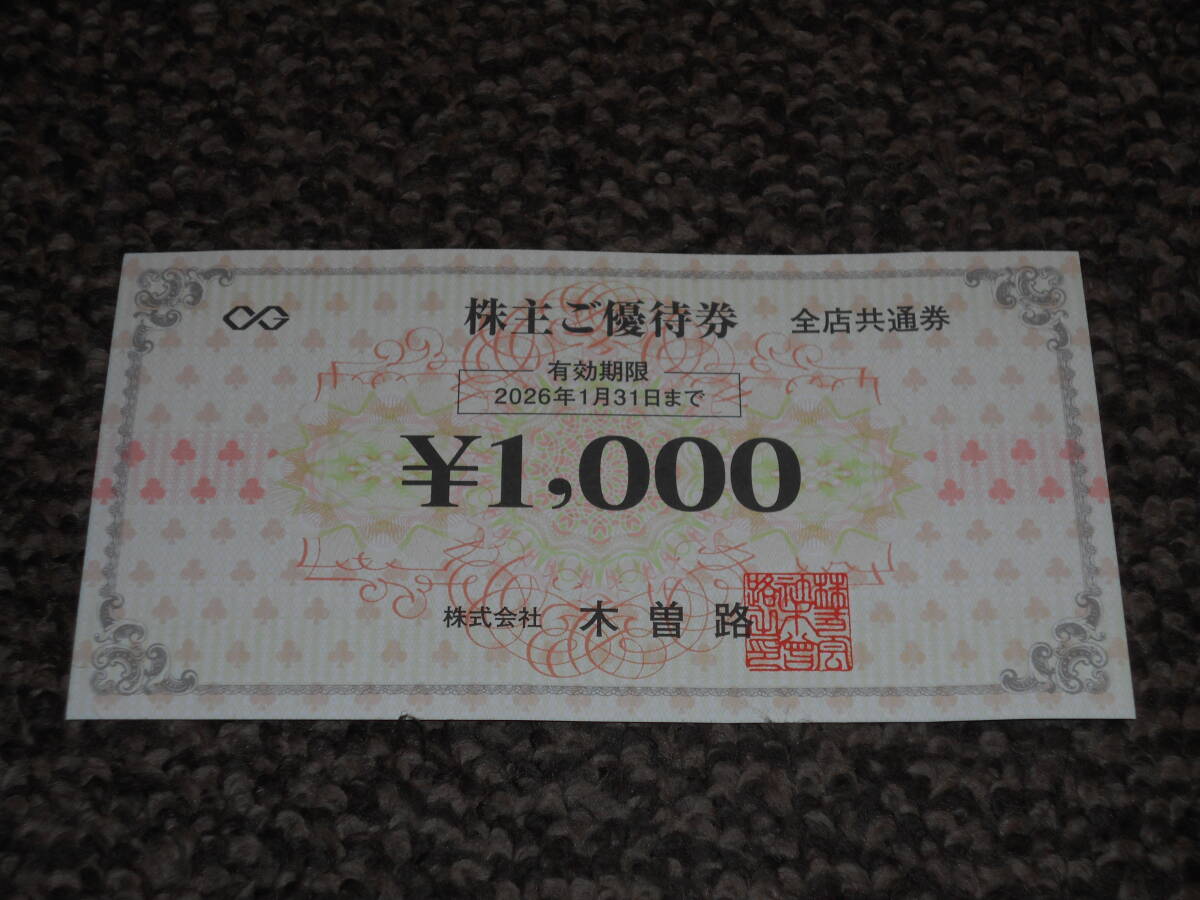 株主ご優待券 全店共通券
有効期限
2026年1月31日まで
¥1,000
株式会社 木曽路